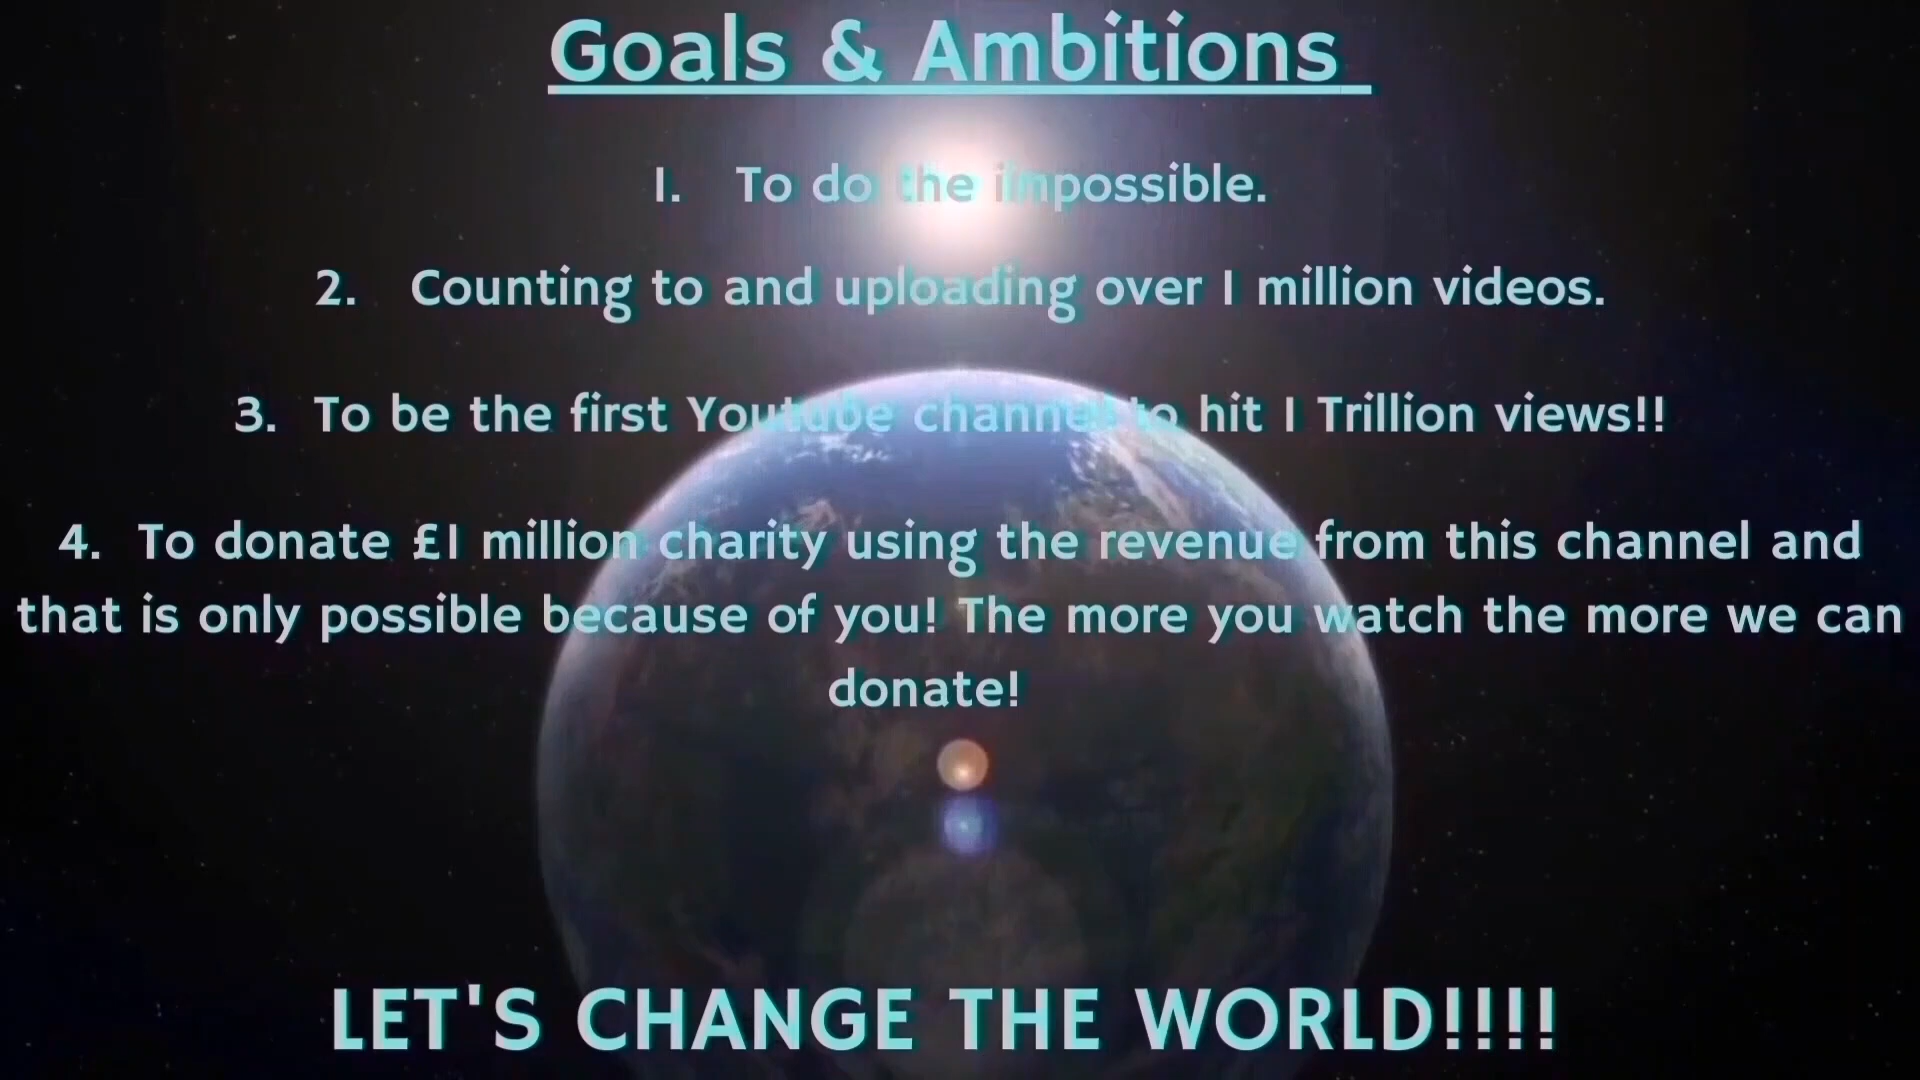 Goals & Ambitions
1. To do the impossible.
2. Counting to and uploading over 1 million videos.
3. To be the first Youtube channel to hit 1 Trillion views!!
4. To donate £1 million charity using the revenue from this channel and
that is only possible because of you! The more you watch the more we can
donate!
LET'S CHANGE THE WORLD!!!!